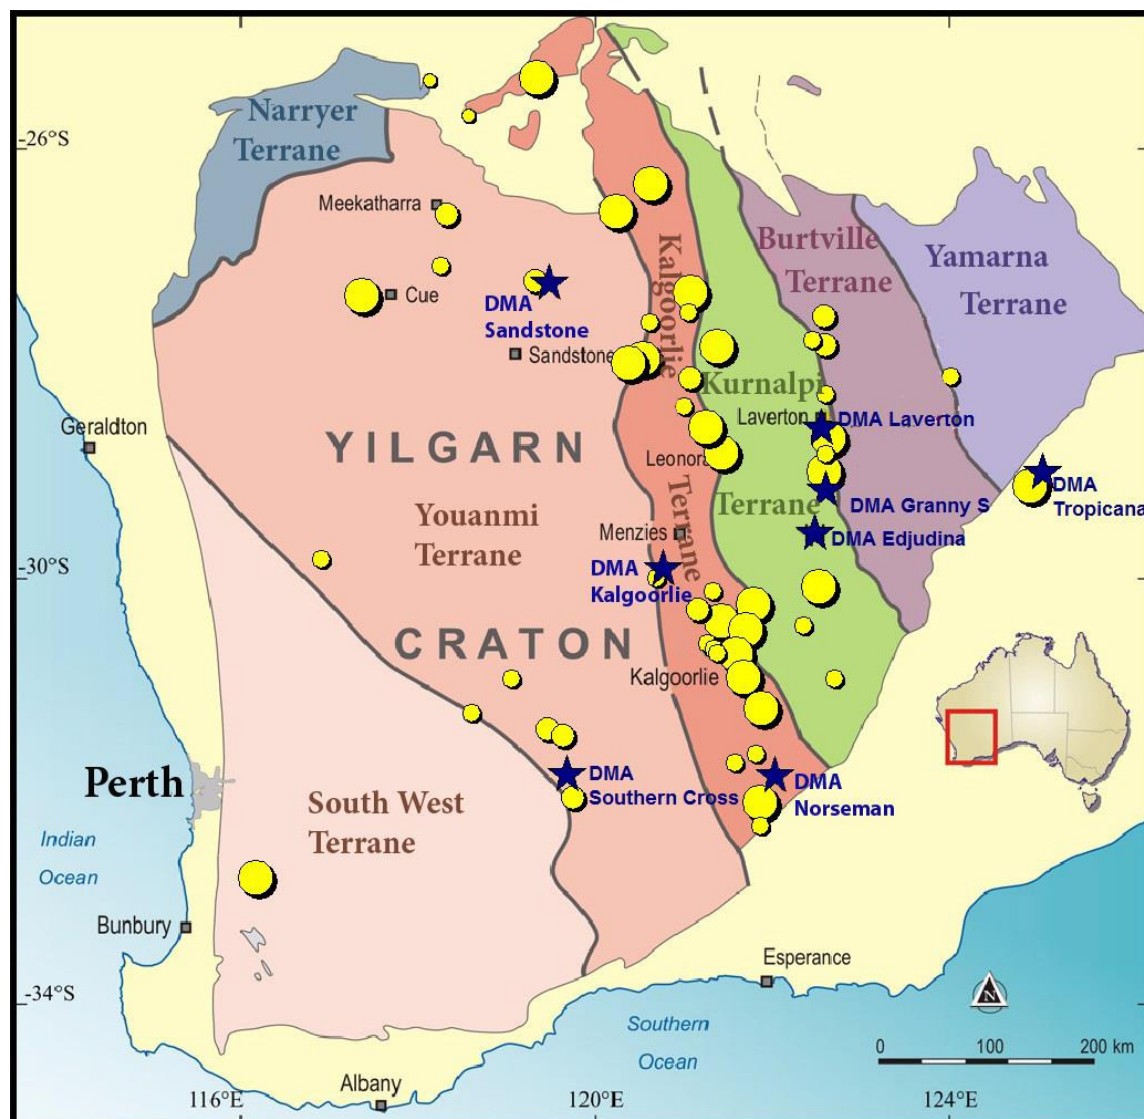 Narryer
Terrane
-26°S
Meekatharra
Kalgoorlie
Terrane
Burtville
Terrane
Yamarna
Terrane
Cue
DMA
Sandstone
Sandstone
Kurnalpi
Terrane
Laverton
DMA Laverton
Geraldton
YILGARN
Leonora
DMA
Tropicana
DMA Granny S
Youanmi
Terrane
Menzies
DMA Edjudina
-30°S
DMA
Kalgoorlie
CRATON
Kalgoorlie
Perth
DMA
Southern Cross
DMA
Norseman
South West
Terrane
Indian
Ocean
Bunbury
Esperance
-34°S
N
Southern
Ocean
0 100 200 km
Albany
116°E 120°E 124°E